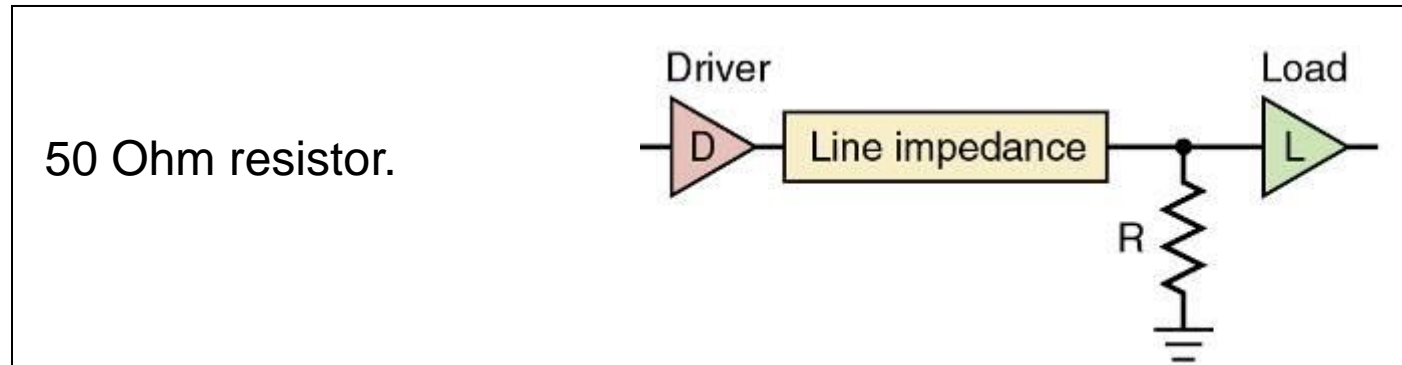 50 Ohm resistor.
Driver
Load
D
Line impedance
L
R